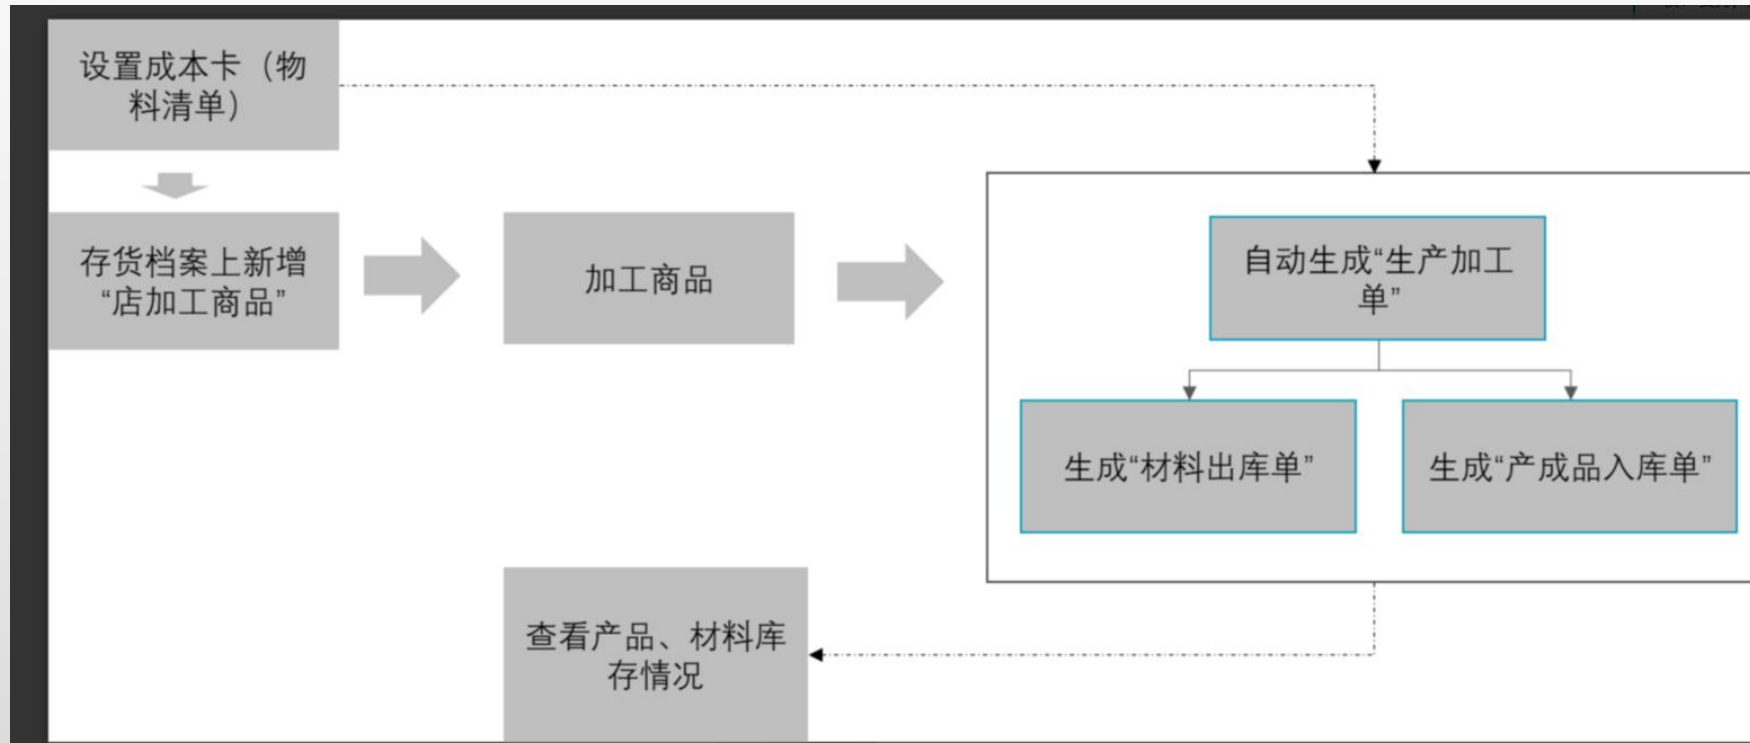 设置成本卡（物
料清单）
存货档案上新增
“店加工商品”
加工商品
自动生成“生产加工
单”
生成“材料出库单”
生成“产成品入库单”
查看产品、材料库
存情况